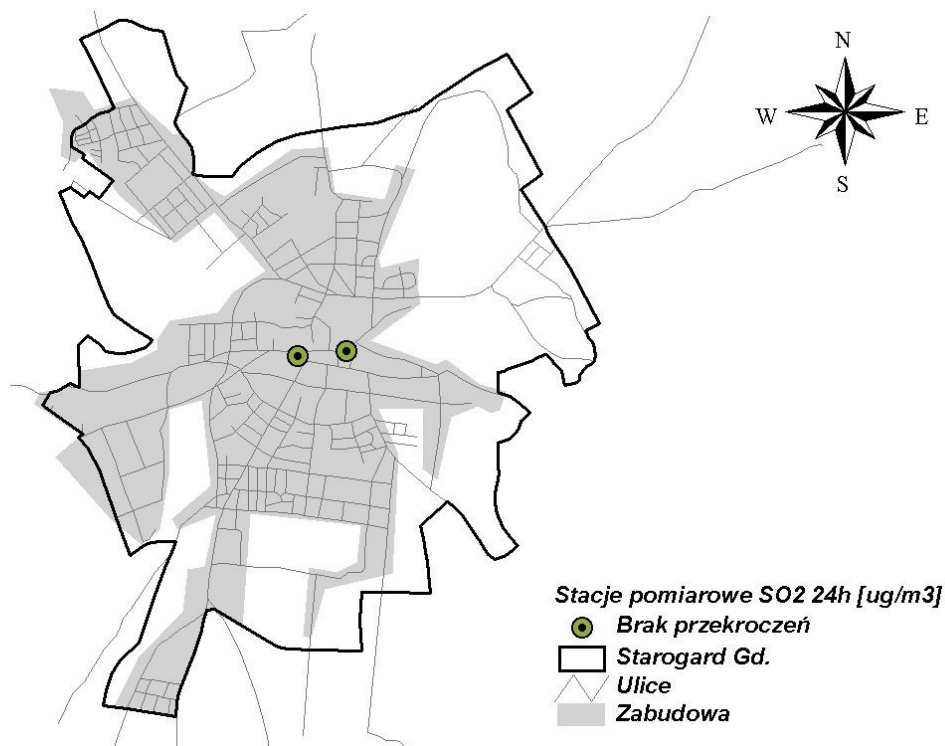 N
W E
S
Stacje pomiarowe SO2 24h [ug/m3]
Brak przekroczeń
Starogard Gd.
Ulice
Zabudowa